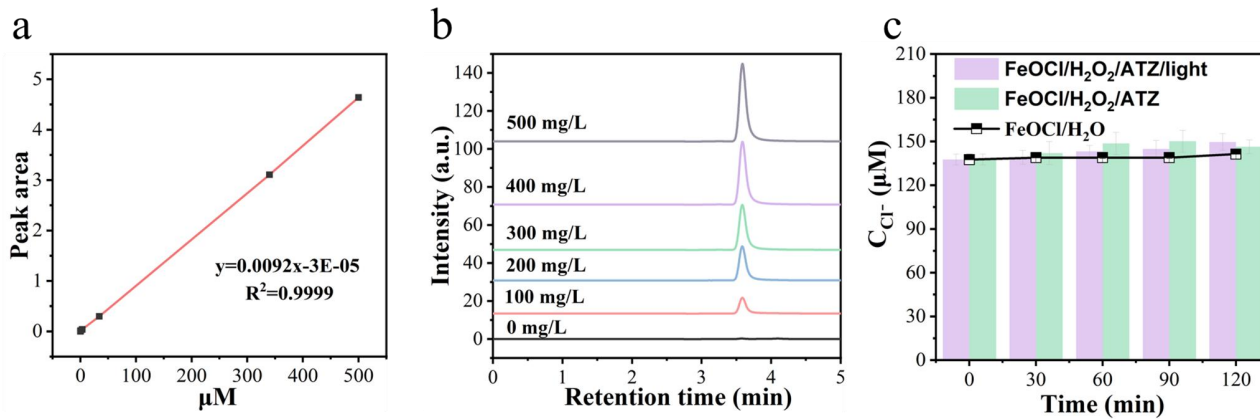 a
Peak area
5
4
3
2
1
0
y=0.0092x-3E-05
R²=0.9999
0 100 200 300 400 500
μM
b
Intensity (a.u.)
140
120
100
80
60
40
20
0
500 mg/L
400 mg/L
300 mg/L
200 mg/L
100 mg/L
0 mg/L
0 1 2 3 4 5
Retention time (min)
c
C_Cl⁻ (μM)
210
180
150
120
90
60
30
0
FeOCl/H₂O₂/ATZ/light
FeOCl/H₂O₂/ATZ
FeOCl/H₂O
0 30 60 90 120
Time (min)